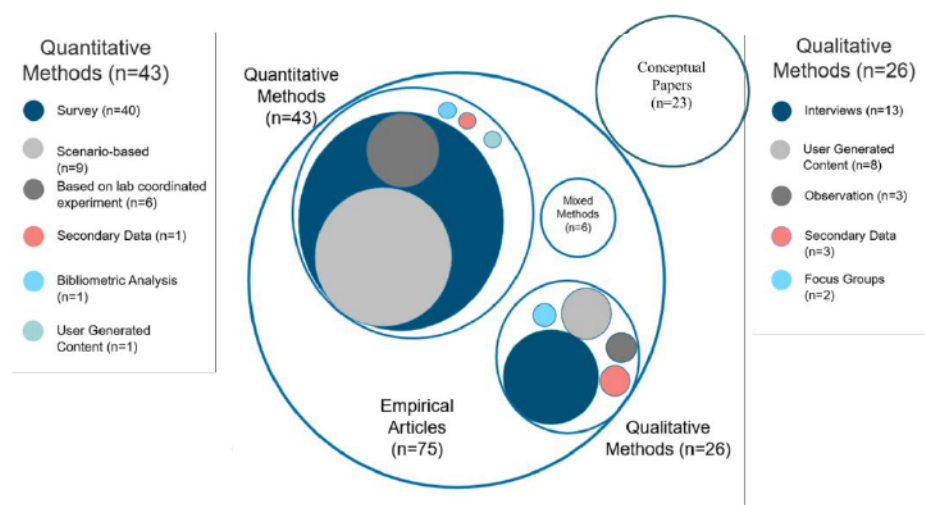 Quantitative
Methods (n=43)
Survey (n=40)
Scenario-based
(n=9)
Based on lab coordinated
experiment (n=6)
Secondary Data (n=1)
Bibliometric Analysis
(n=1)
User Generated
Content (n=1)
Quantitative
Methods
(n=43)
Conceptual
Papers
(n=23)
Mixed
Methods
(n=6)
Empirical
Articles
(n=75)
Qualitative
Methods (n=26)
Qualitative
Methods (n=26)
Interviews (n=13)
User Generated
Content (n=8)
Observation (n=3)
Secondary Data
(n=3)
Focus Groups
(n=2)